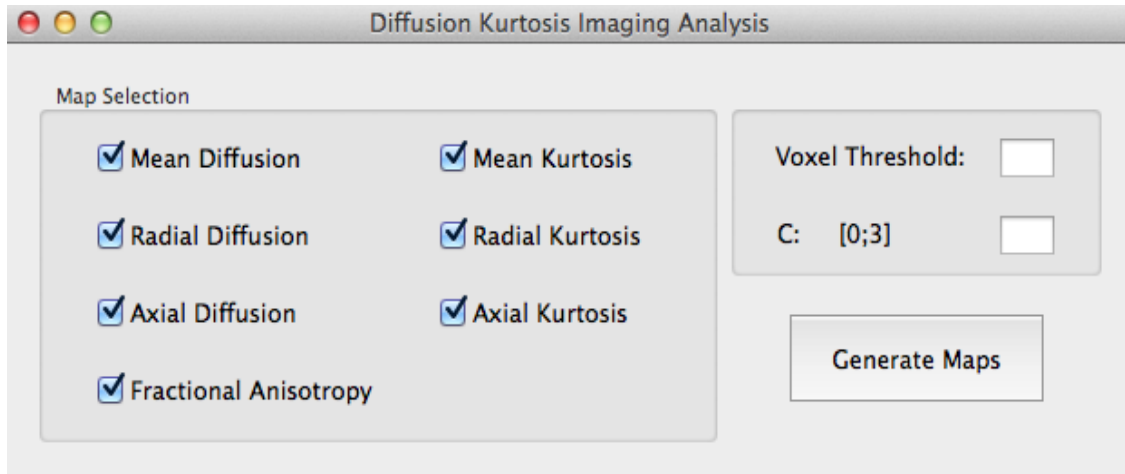 Diffusion Kurtosis Imaging Analysis
Map Selection
Mean Diffusion
Mean Kurtosis
Radial Diffusion
Radial Kurtosis
Axial Diffusion
Axial Kurtosis
Fractional Anisotropy
Voxel Threshold:
C: [0;3]
Generate Maps